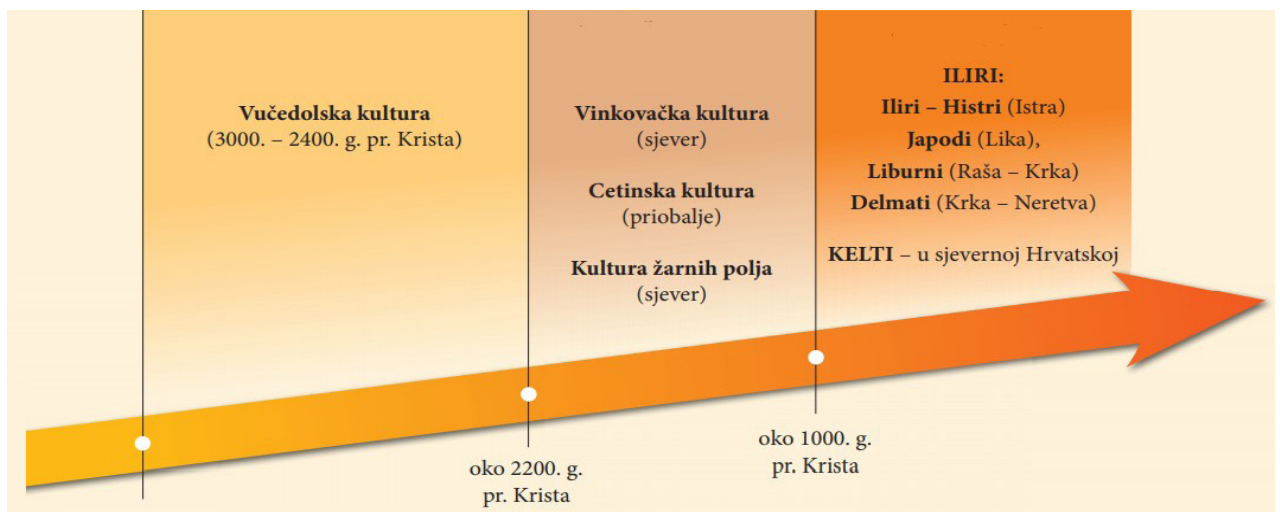 Vučedolska kultura
(3000. – 2400. g. pr. Krista)
Vinkovačka kultura
(sjever)
Cetinska kultura
(priobalje)
Kultura žarnih polja
(sjever)
ILIRI:
Iliri – Histri (Istra)
Japodi (Lika),
Liburni (Raša – Krka)
Delmati (Krka – Neretva)
KELTI – u sjevernoj Hrvatskoj
oko 2200. g.
pr. Krista
oko 1000. g.
pr. Krista